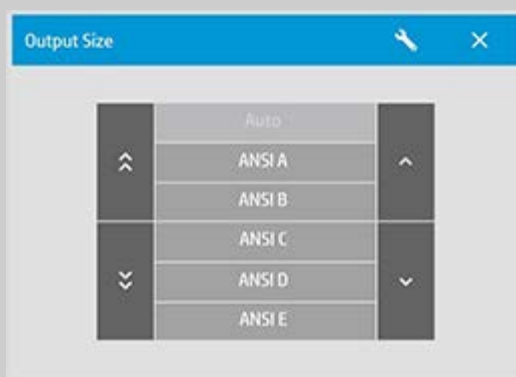 Output Size
Auto
ANSI A
ANSI B
ANSI C
ANSI D
ANSI E